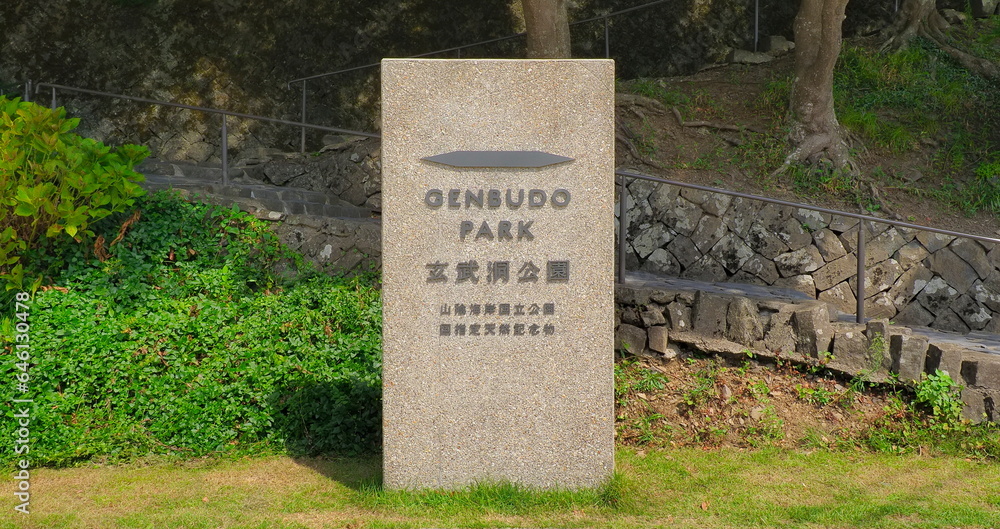 GENBUDO
PARK
玄武洞公園
山陰海岸国立公園
国指定天然記念物
Adobe Stock | #646130478